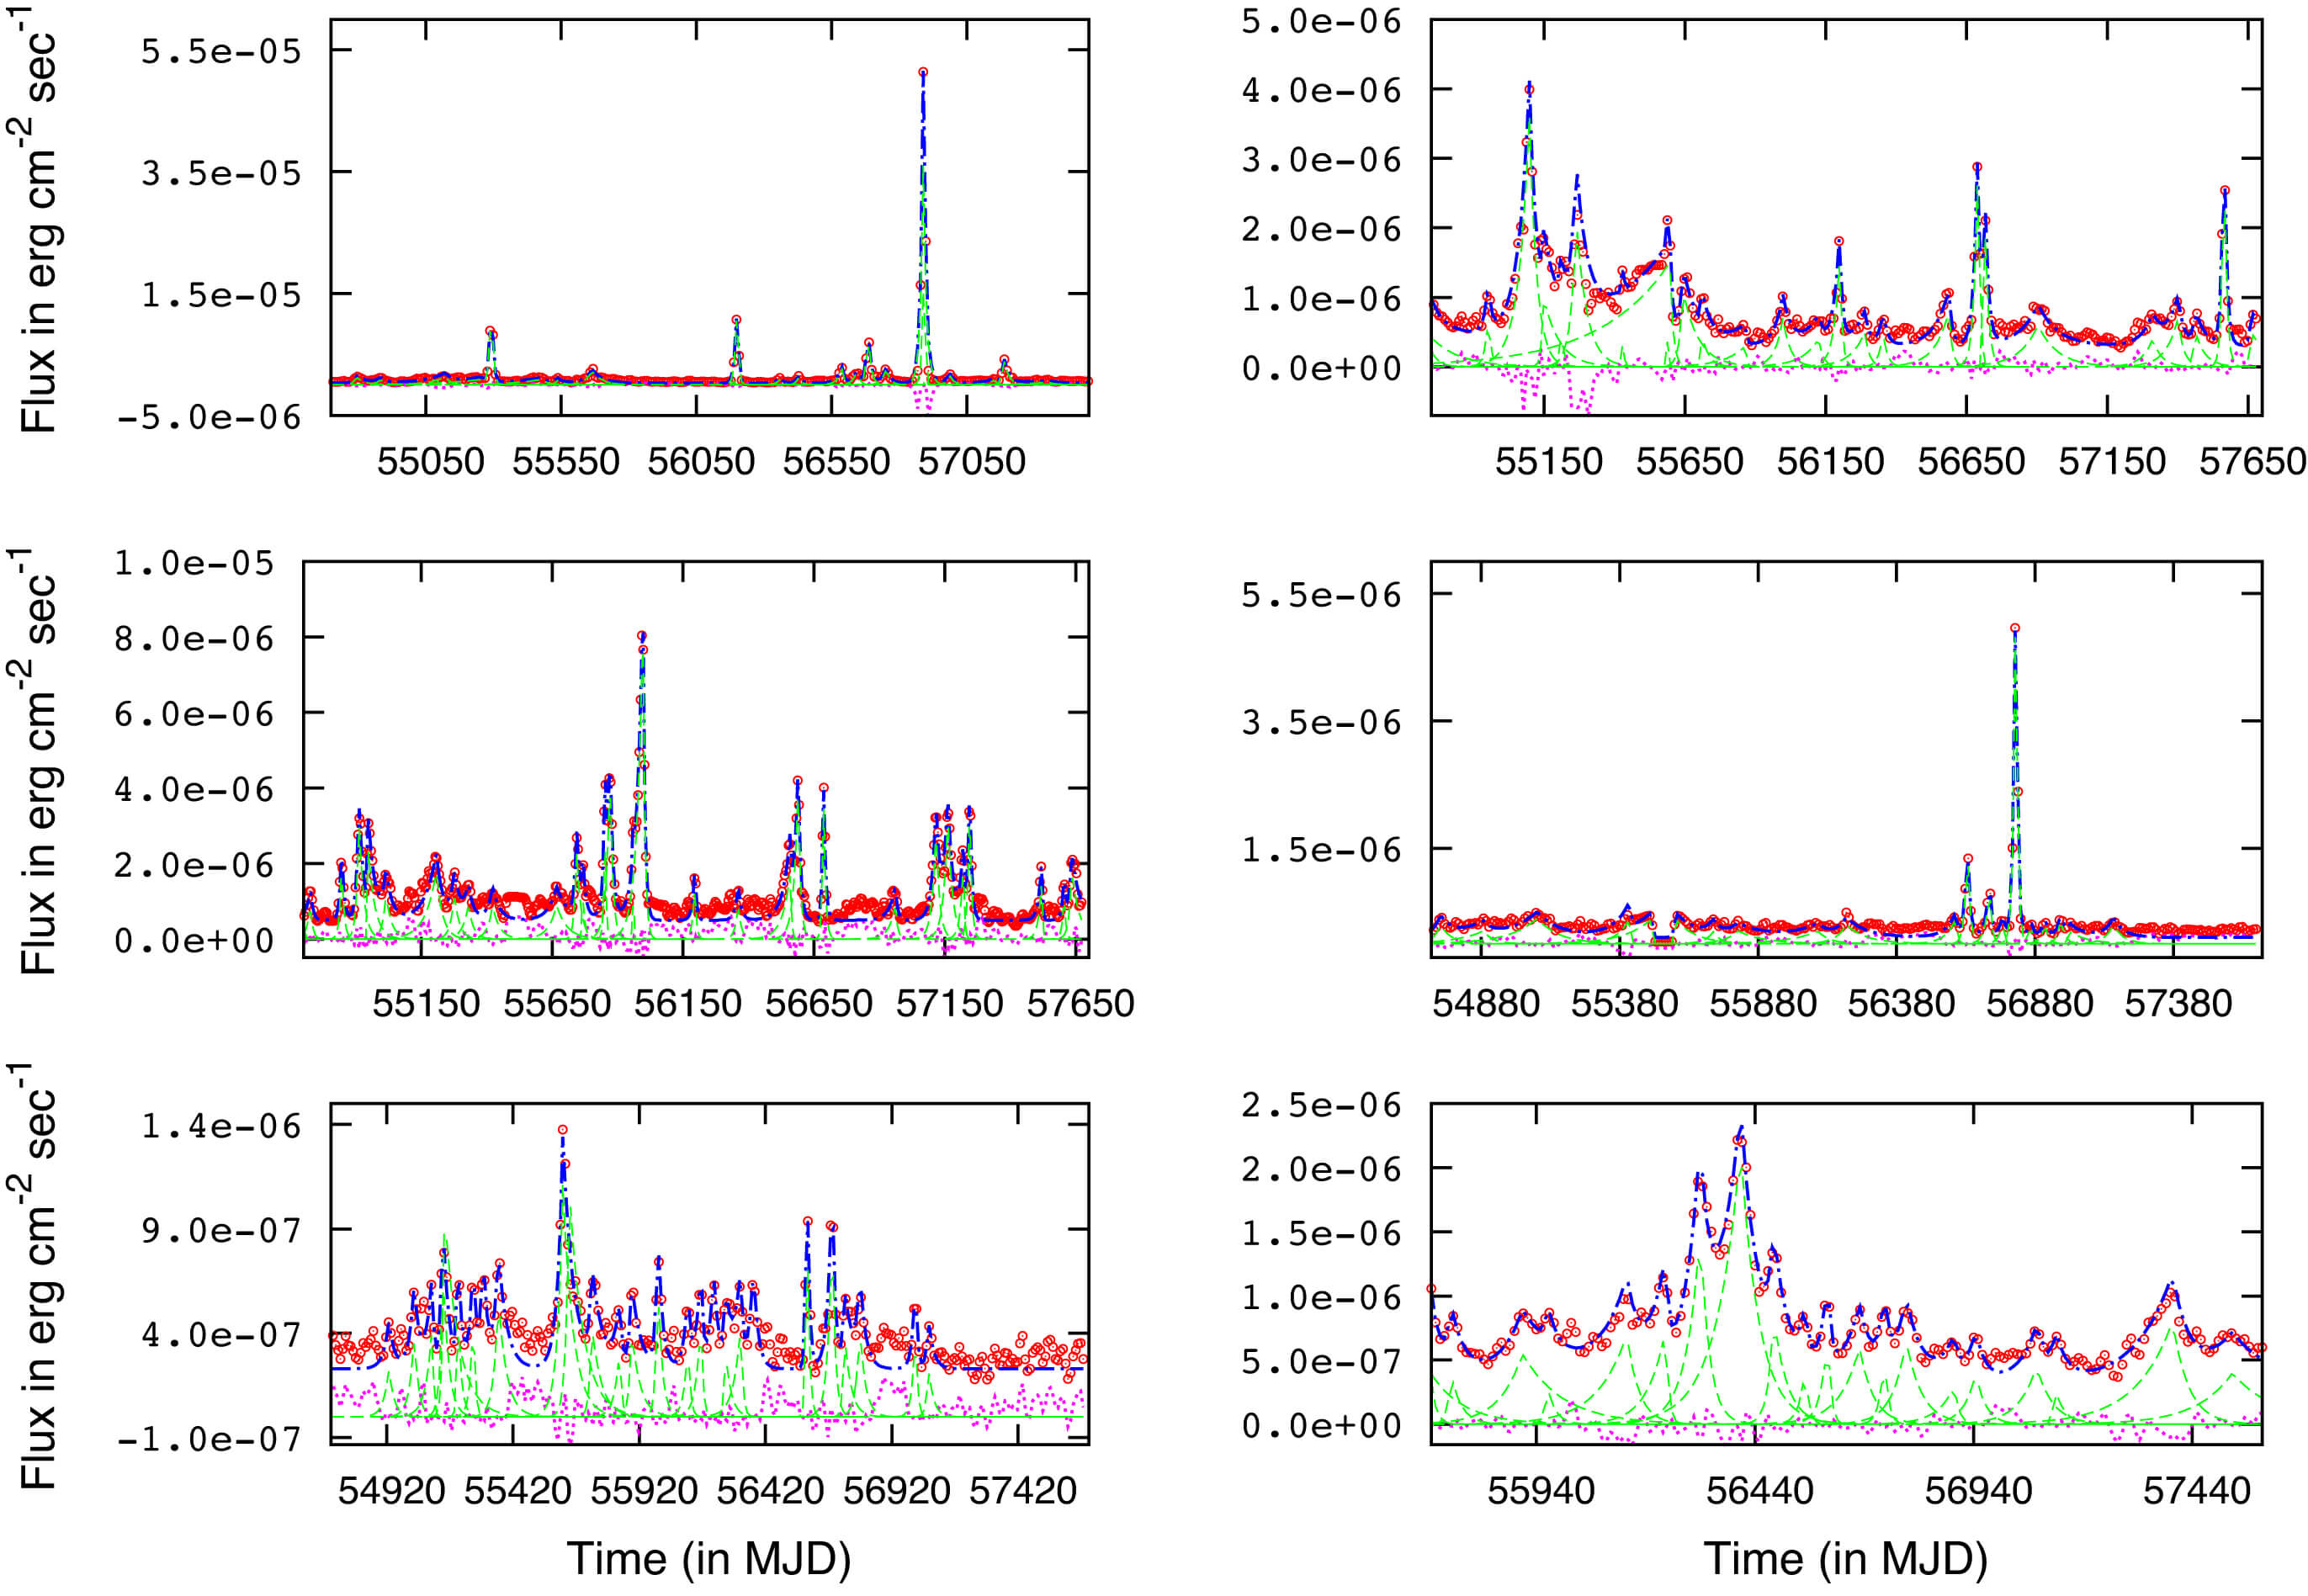 Flux in erg cm-2 sec-1
5.5e-05
3.5e-05
1.5e-05
-5.0e-06
55050 55550 56050 56550 57050
5.0e-06
4.0e-06
3.0e-06
2.0e-06
1.0e-06
0.0e+00
55150 55650 56150 56650 57150 57650
Flux in erg cm-2 sec-1
1.0e-05
8.0e-06
6.0e-06
4.0e-06
2.0e-06
0.0e+00
55150 55650 56150 56650 57150 57650
5.5e-06
3.5e-06
1.5e-06
54880 55380 55880 56380 56880 57380
Flux in erg cm-2 sec-1
1.4e-06
9.0e-07
4.0e-07
-1.0e-07
54920 55420 55920 56420 56920 57420
Time (in MJD)
2.5e-06
2.0e-06
1.5e-06
1.0e-06
5.0e-07
0.0e+00
55940 56440 56940 57440
Time (in MJD)